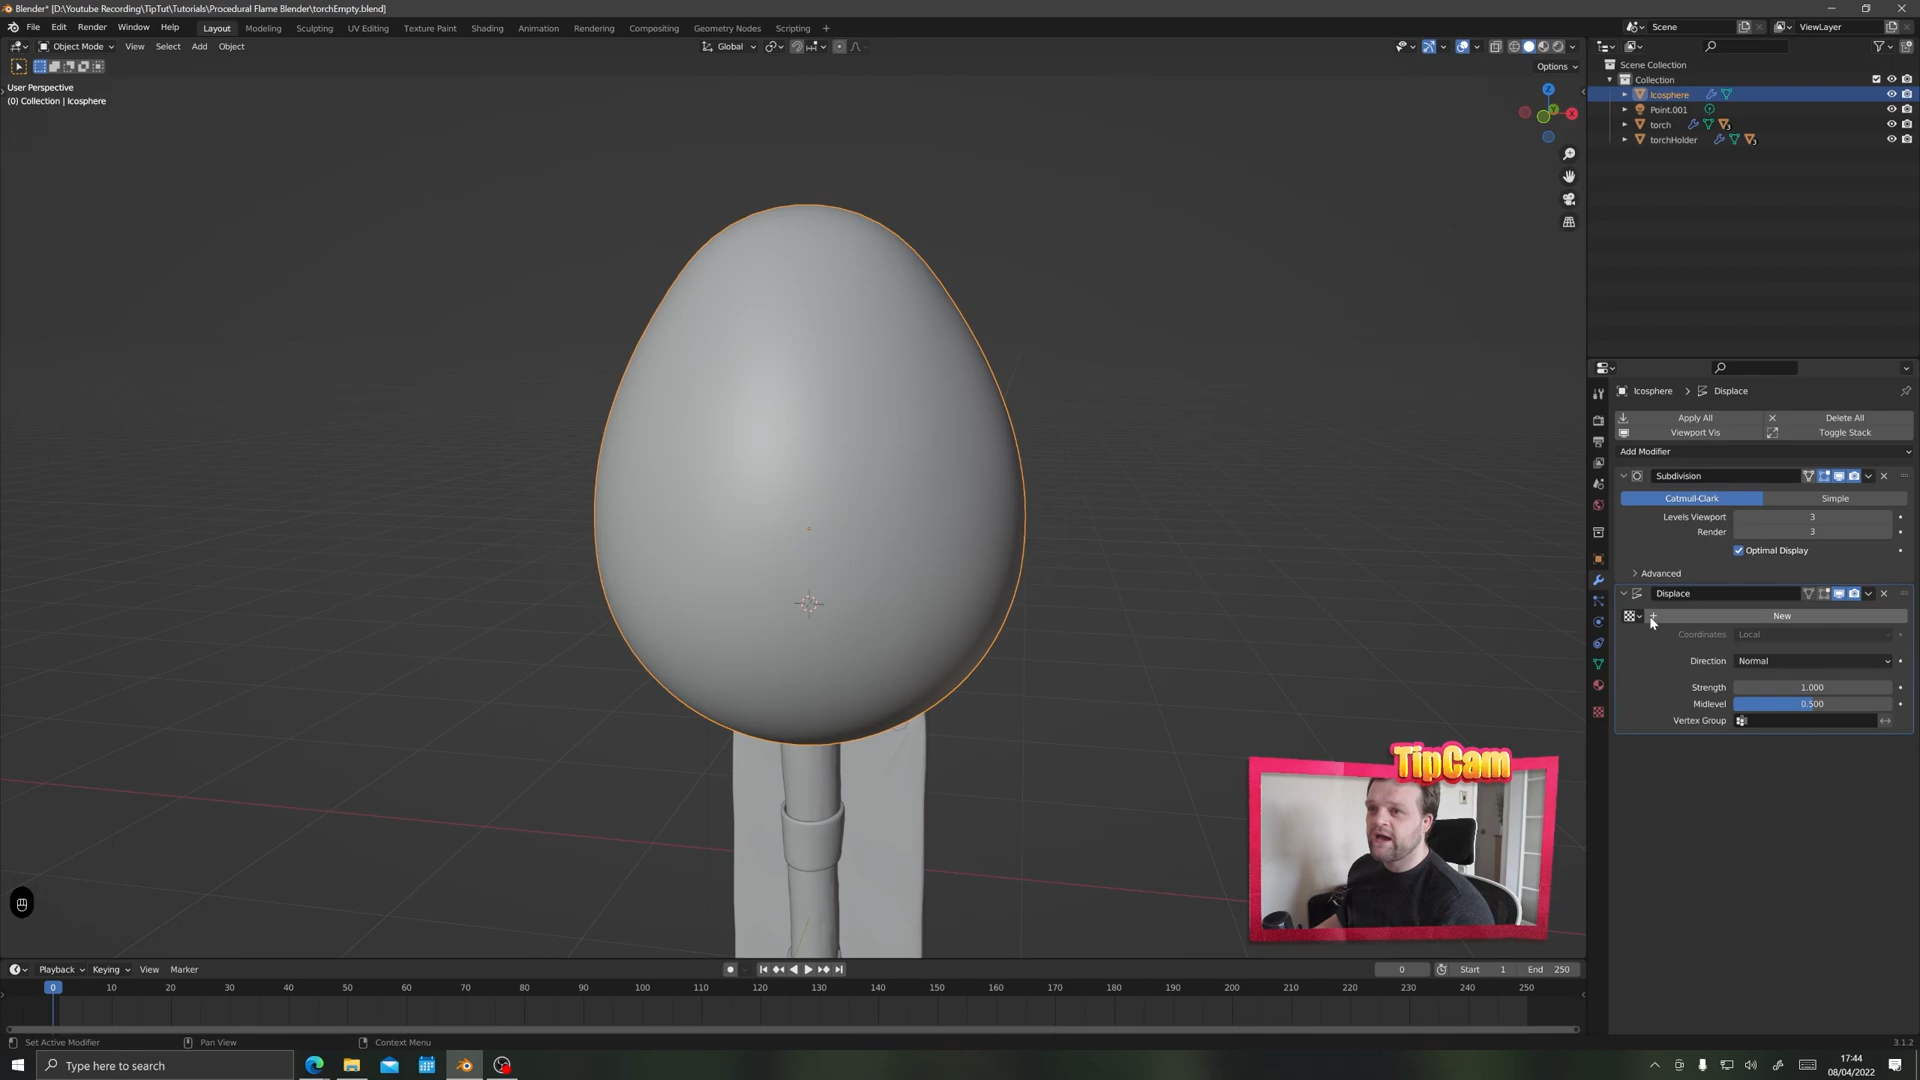 Blender* [D:\Youtube Recording\TipTut\Tutorials\Procedural Flame Blender\torchEmpty.blend]
File Edit Render Window Help Layout Modeling Sculpting UV Editing Texture Paint Shading Animation Rendering Compositing Geometry Nodes Scripting + Scene ViewLayer
Object Mode View Select Add Object Global
Options
User Perspective
(0) Collection | Icosphere
Z
Y
X
Scene Collection
Collection
Icosphere
Point.001
torch 3
torchHolder 3
Icosphere > Displace
Apply All Delete All
Viewport Vis Toggle Stack
Add Modifier
Subdivision
Catmull-Clark Simple
Levels Viewport 3
Render 3
Optimal Display
Advanced
Displace
New
Coordinates Local
Direction Normal
Strength 1.000
Midlevel 0.500
Vertex Group
TipCam
Playback Keying View Marker 0 Start 1 End 250
0 10 20 30 40 50 60 70 80 90 100 110 120 130 140 150 160 170 180 190 200 210 220 230 240 250
Set Active Modifier Pan View Context Menu 3.1.2
Type here to search
17:44
08/04/2022